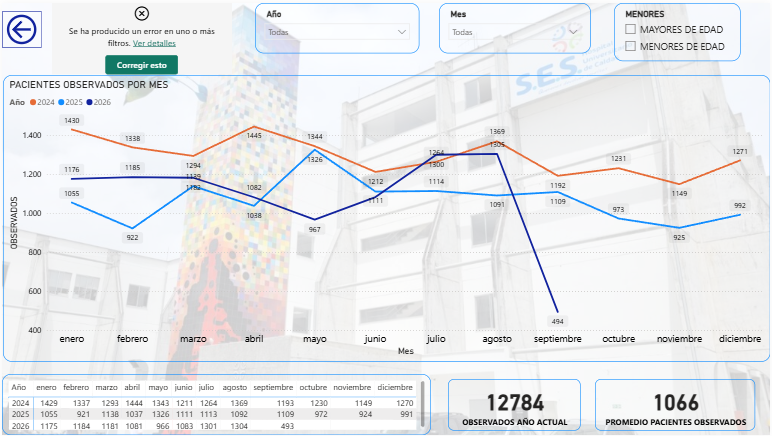 Se ha producido un error en uno o más
filtros. Ver detalles
Corregir esto
Año
Todas
Mes
Todas
MENORES
MAYORES DE EDAD
MENORES DE EDAD
S.E.S.
PACIENTES OBSERVADOS POR MES
Año 2024 2025 2026
OBSERVADOS
1.400
1.200
1.000
800
600
400
1430 1338 1294 1445 1344 1212 1264 1369 1192 1231 1149 1271
1055 922 1139 1038 1326 1111 1114 1091 1109 973 925 992
1176 1185 1182 1082 967 1300 1305 494
enero febrero marzo abril mayo junio julio agosto septiembre octubre noviembre diciembre
Mes
Año enero febrero marzo abril mayo junio julio agosto septiembre octubre noviembre diciembre
2024 1429 1337 1293 1444 1343 1211 1264 1369 1193 1230 1149 1270
2025 1055 921 1138 1037 1326 1111 1113 1092 1109 972 924 991
2026 1175 1184 1181 1081 966 1083 1301 1304 493
12784
OBSERVADOS AÑO ACTUAL
1066
PROMEDIO PACIENTES OBSERVADOS